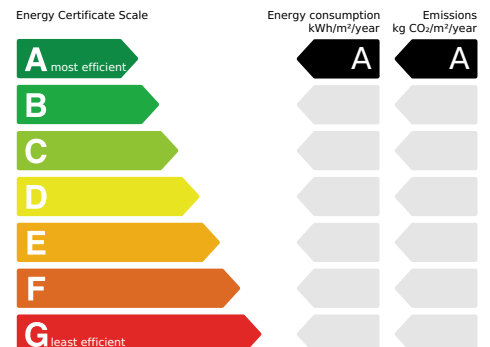 Energy Certificate Scale
Energy consumption
kWh/m²/year
Emissions
kg CO₂/m²/year
A most efficient
A
A
B
C
D
E
F
G least efficient